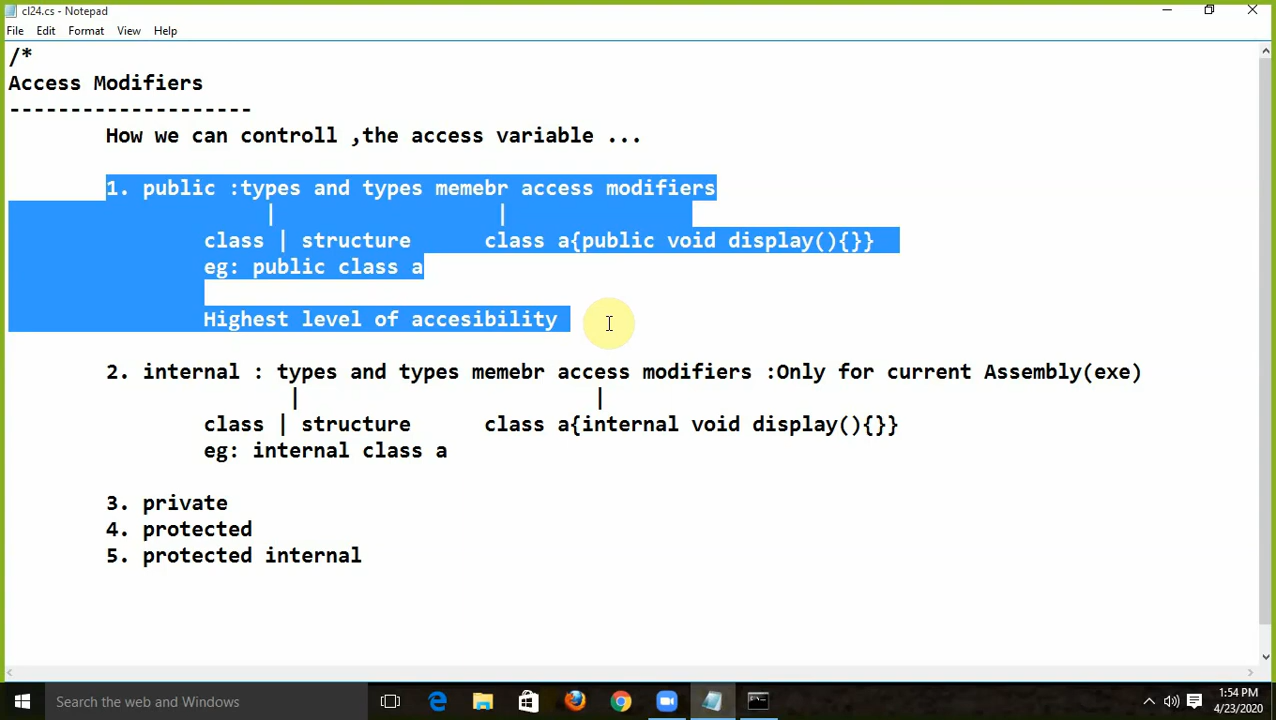 cl24.cs - Notepad
File Edit Format View Help
/*
Access Modifiers
--------------------
How we can controll ,the access variable ...
1. public :types and types memebr access modifiers
| |
class | structure class a{public void display(){}}
eg: public class a
Highest level of accesibility
2. internal : types and types memebr access modifiers :Only for current Assembly(exe)
| |
class | structure class a{internal void display(){}}
eg: internal class a
3. private
4. protected
5. protected internal
Search the web and Windows
1:54 PM
4/23/2020